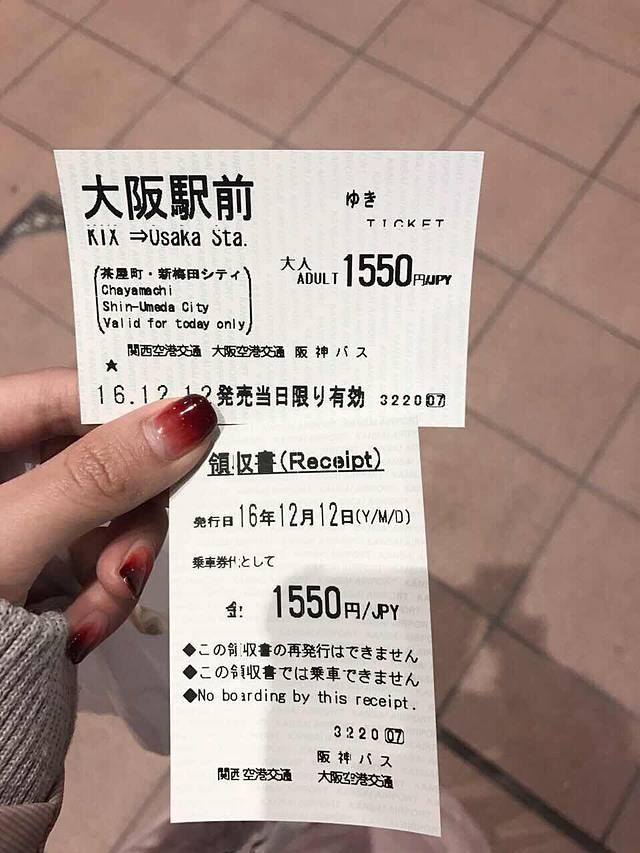 大阪駅前 ゆき
TICKET
KIX ⇒Osaka Sta.
大人
ADULT 1550円/JPY
(茶屋町・新梅田シティ)
Chayamachi
Shin-Umeda City
Valid for today only
関西空港交通 大阪空港交通 阪神バス
★
16.12.12発売当日限り有効 322007
領収書(Receipt)
発行日 16年12月12日(Y/M/D)
乗車券代として
金 1550円/JPY
◆この領収書の再発行はできません
◆この領収書では乗車できません
◆No boarding by this receipt.
322007
阪神バス
関西空港交通 大阪空港交通